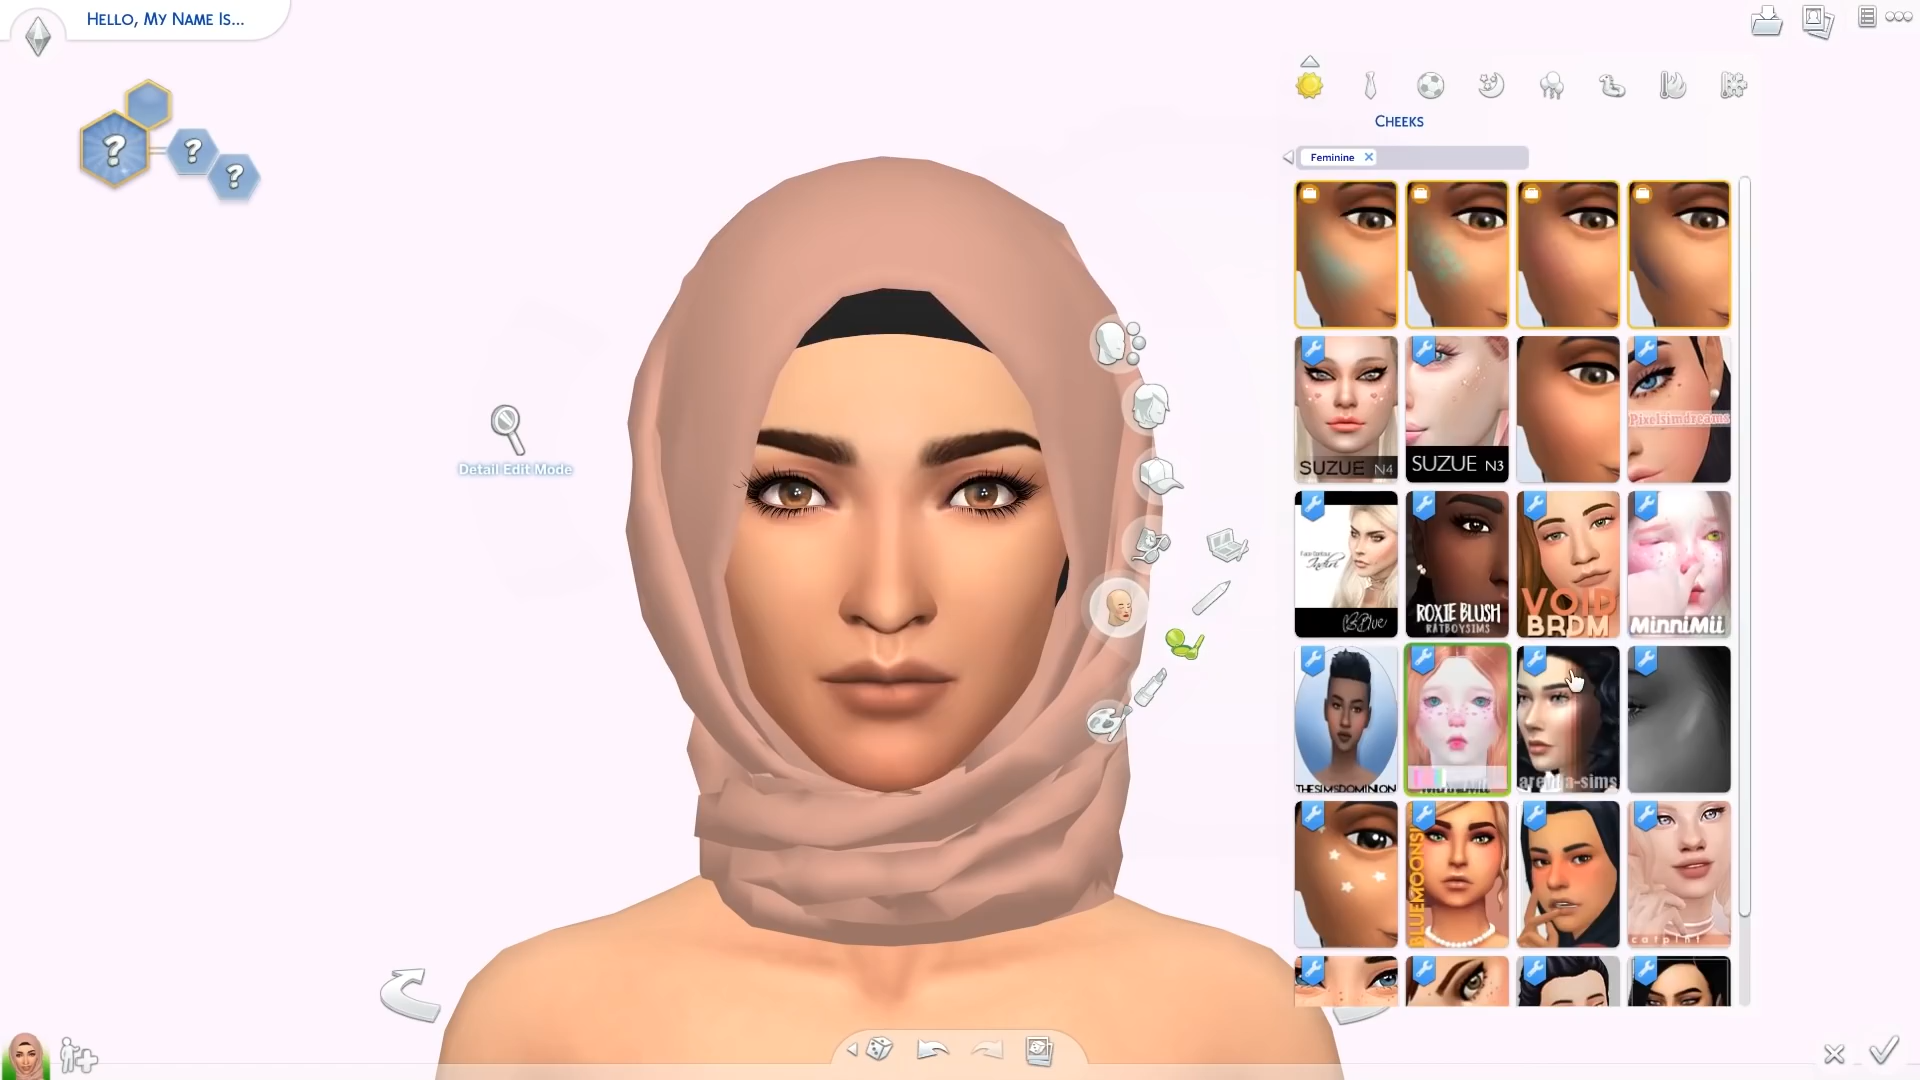 Hello, My Name Is...
?
?
?
Cheeks
Feminine
Detail Edit Mode
SUZUE N4
SUZUE N3
Pixelsimdreams
ROXIE BLUSH
RATBOYSIMS
VOID
BRDM
MINNIMII
THESIMSDOMINION
catplnt